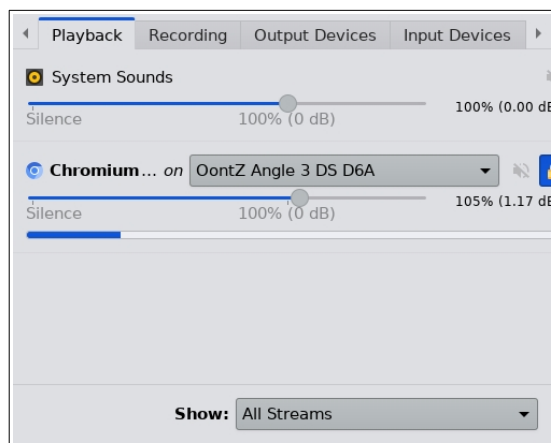 Playback Recording Output Devices Input Devices
System Sounds
100% (0.00 dB
Silence 100% (0 dB)
Chromium... on OontZ Angle 3 DS D6A
105% (1.17 dB
Silence 100% (0 dB)
Show: All Streams